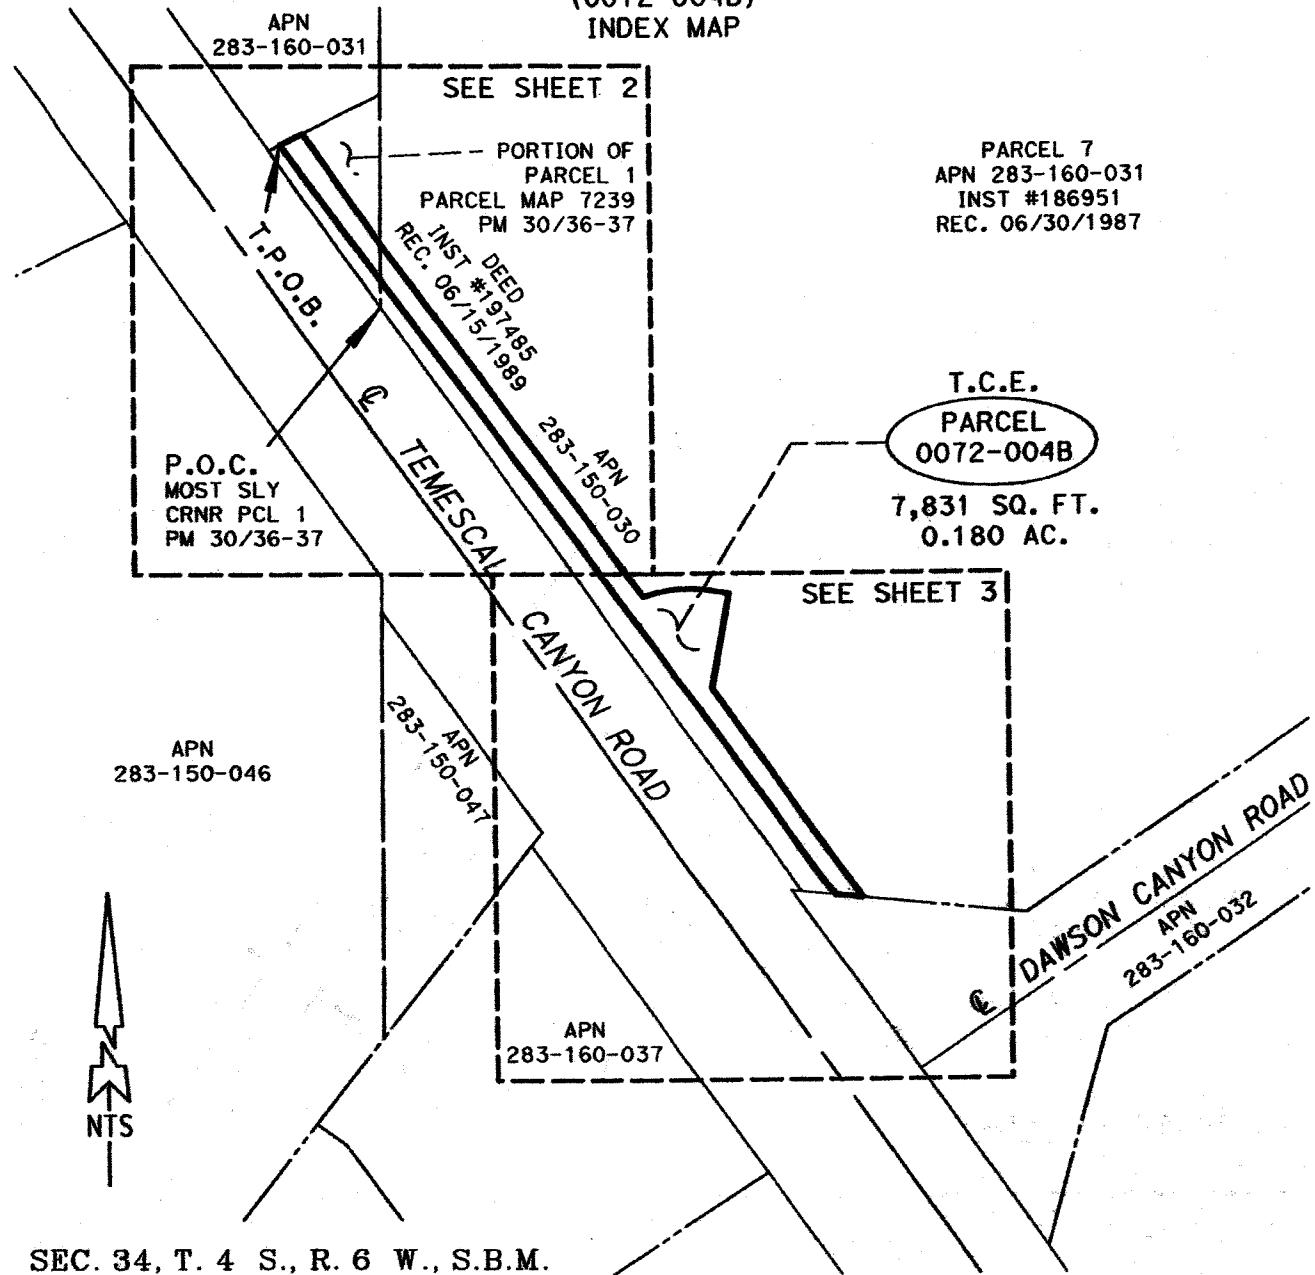 (0072-004B)
INDEX MAP
APN
283-160-031
SEE SHEET 2
PORTION OF
PARCEL 1
PARCEL MAP 7239
PM 30/36-37
PARCEL 7
APN 283-160-031
INST #186951
REC. 06/30/1987
T.P.O.B.
DEED
INST #197485
REC. 06/15/1989
APN
283-150-030
T.C.E.
PARCEL
0072-004B
7,831 SQ. FT.
0.180 AC.
P.O.C.
MOST SLY
CRNR PCL 1
PM 30/36-37
℄ TEMESCAL CANYON ROAD
SEE SHEET 3
APN
283-150-046
APN
283-150-047
℄ DAWSON CANYON ROAD
APN
283-160-032
APN
283-160-037
NTS
SEC. 34, T. 4 S., R. 6 W., S.B.M.